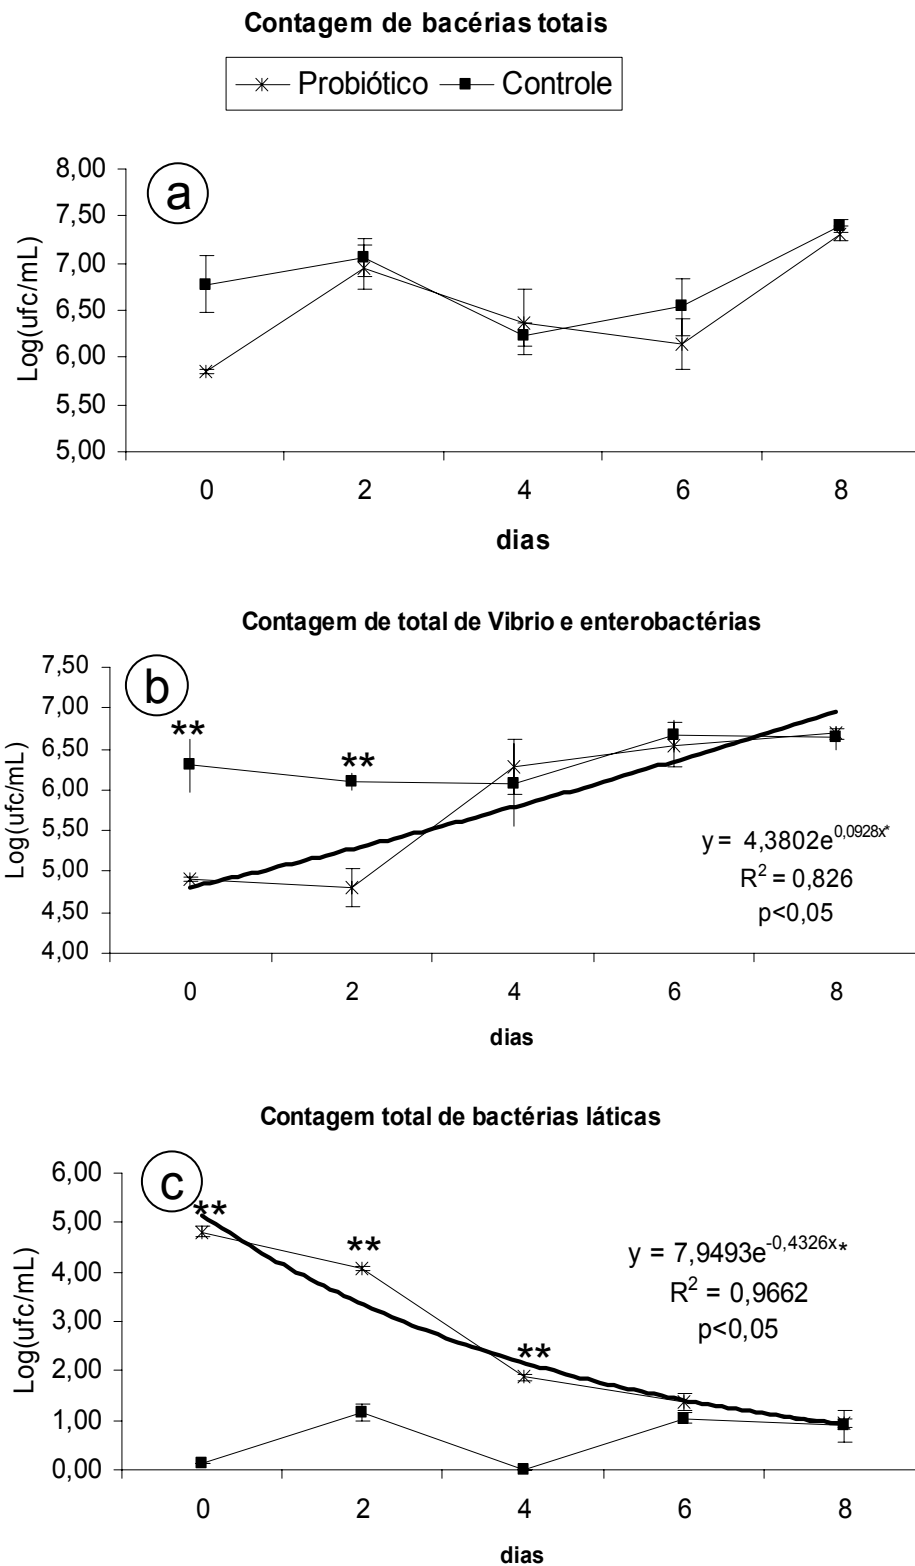 Contagem de bacérias totais
Probiótico Controle
a
8,00
7,50
7,00
6,50
6,00
5,50
5,00
Log(ufc/mL)
0 2 4 6 8
dias
Contagem de total de Vibrio e enterobactérias
b
7,50
7,00
6,50
6,00
5,50
5,00
4,50
4,00
Log(ufc/mL)
**
**
y = 4,3802e^0,0928x*
R² = 0,826
p<0,05
0 2 4 6 8
dias
Contagem total de bactérias láticas
c
6,00
5,00
4,00
3,00
2,00
1,00
0,00
Log(ufc/mL)
**
**
**
y = 7,9493e^-0,4326x*
R² = 0,9662
p<0,05
0 2 4 6 8
dias